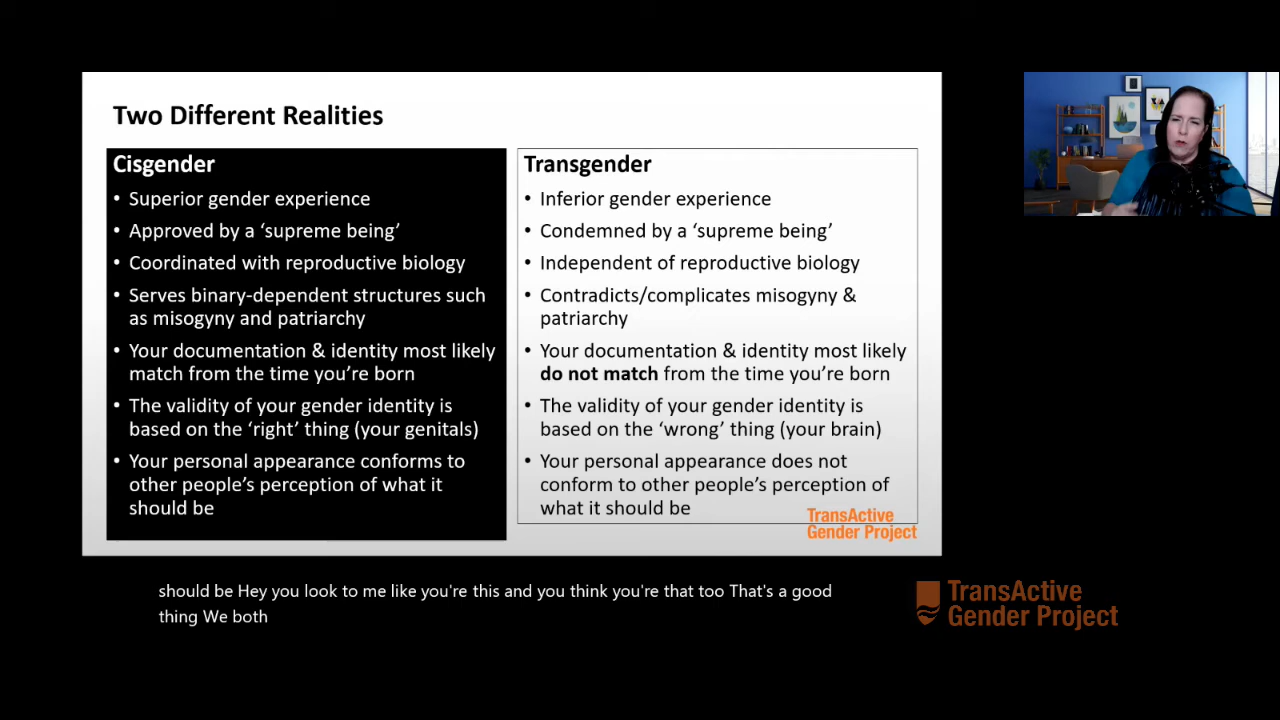 Two Different Realities
Cisgender
• Superior gender experience
• Approved by a ‘supreme being’
• Coordinated with reproductive biology
• Serves binary-dependent structures such
as misogyny and patriarchy
• Your documentation & identity most likely
match from the time you’re born
• The validity of your gender identity is
based on the ‘right’ thing (your genitals)
• Your personal appearance conforms to
other people’s perception of what it
should be
Transgender
• Inferior gender experience
• Condemned by a ‘supreme being’
• Independent of reproductive biology
• Contradicts/complicates misogyny &
patriarchy
• Your documentation & identity most likely
do not match from the time you’re born
• The validity of your gender identity is
based on the ‘wrong’ thing (your brain)
• Your personal appearance does not
conform to other people’s perception of
what it should be
TransActive
Gender Project
should be Hey you look to me like you're this and you think you're that too That's a good
thing We both
TransActive
Gender Project